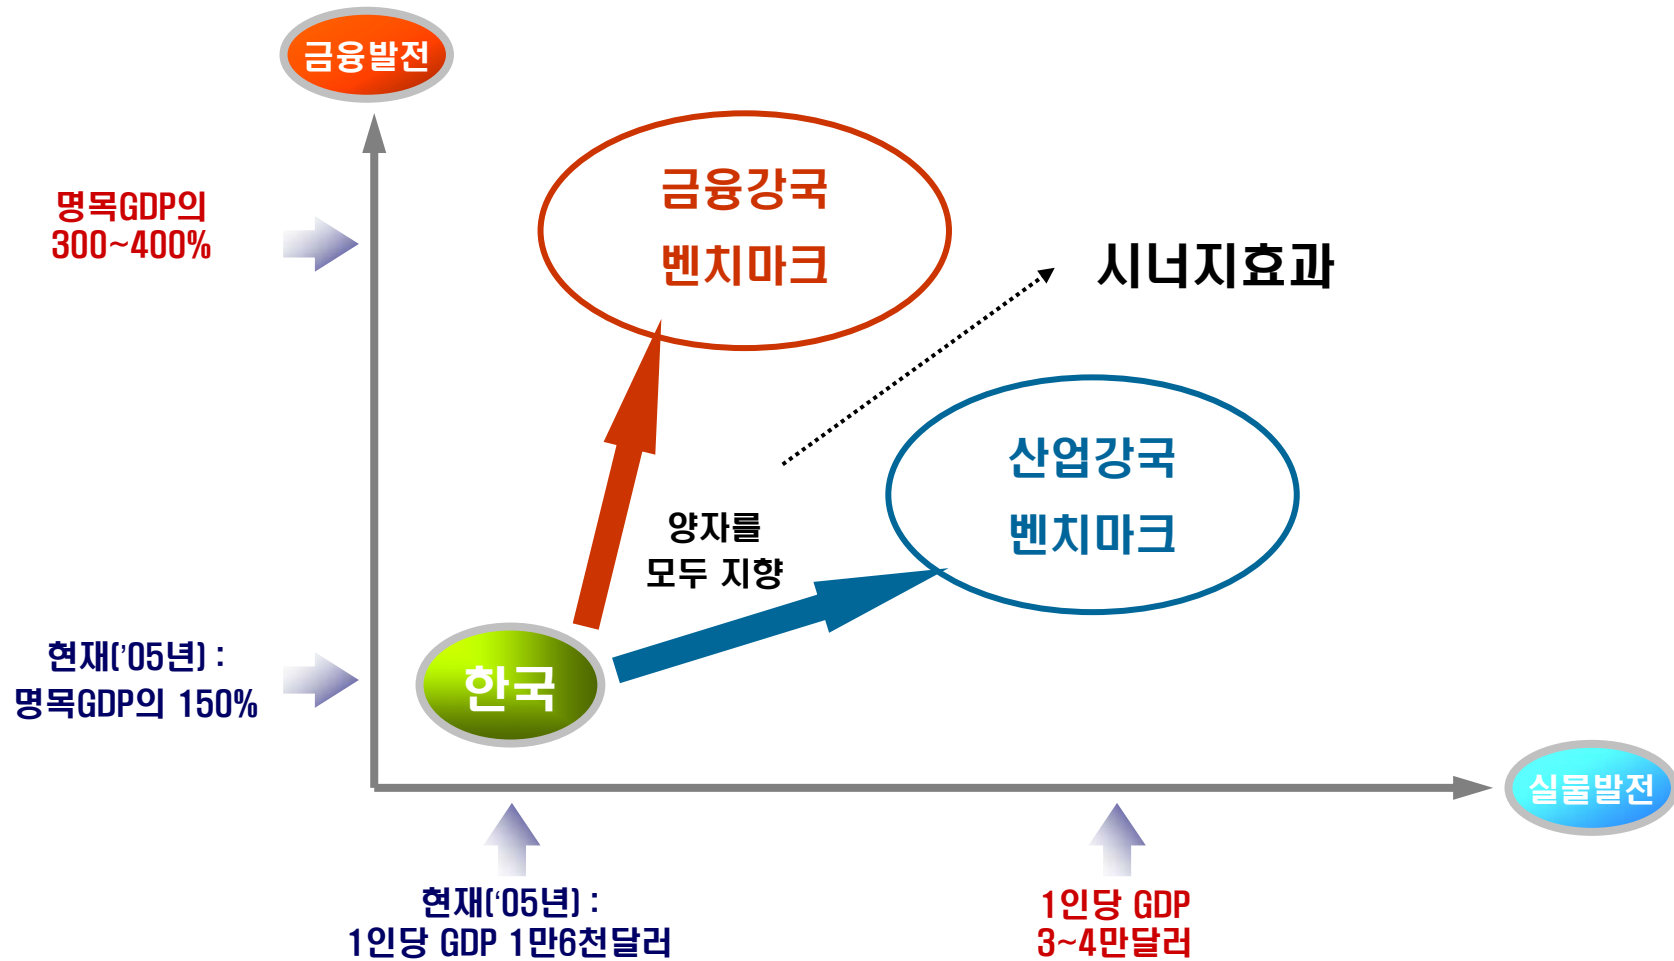 금융발전
명목GDP의
300~400%
금융강국
벤치마크
시너지효과
산업강국
벤치마크
양자를
모두 지향
현재('05년) :
명목GDP의 150%
한국
실물발전
현재('05년) :
1인당 GDP 1만6천달러
1인당 GDP
3~4만달러